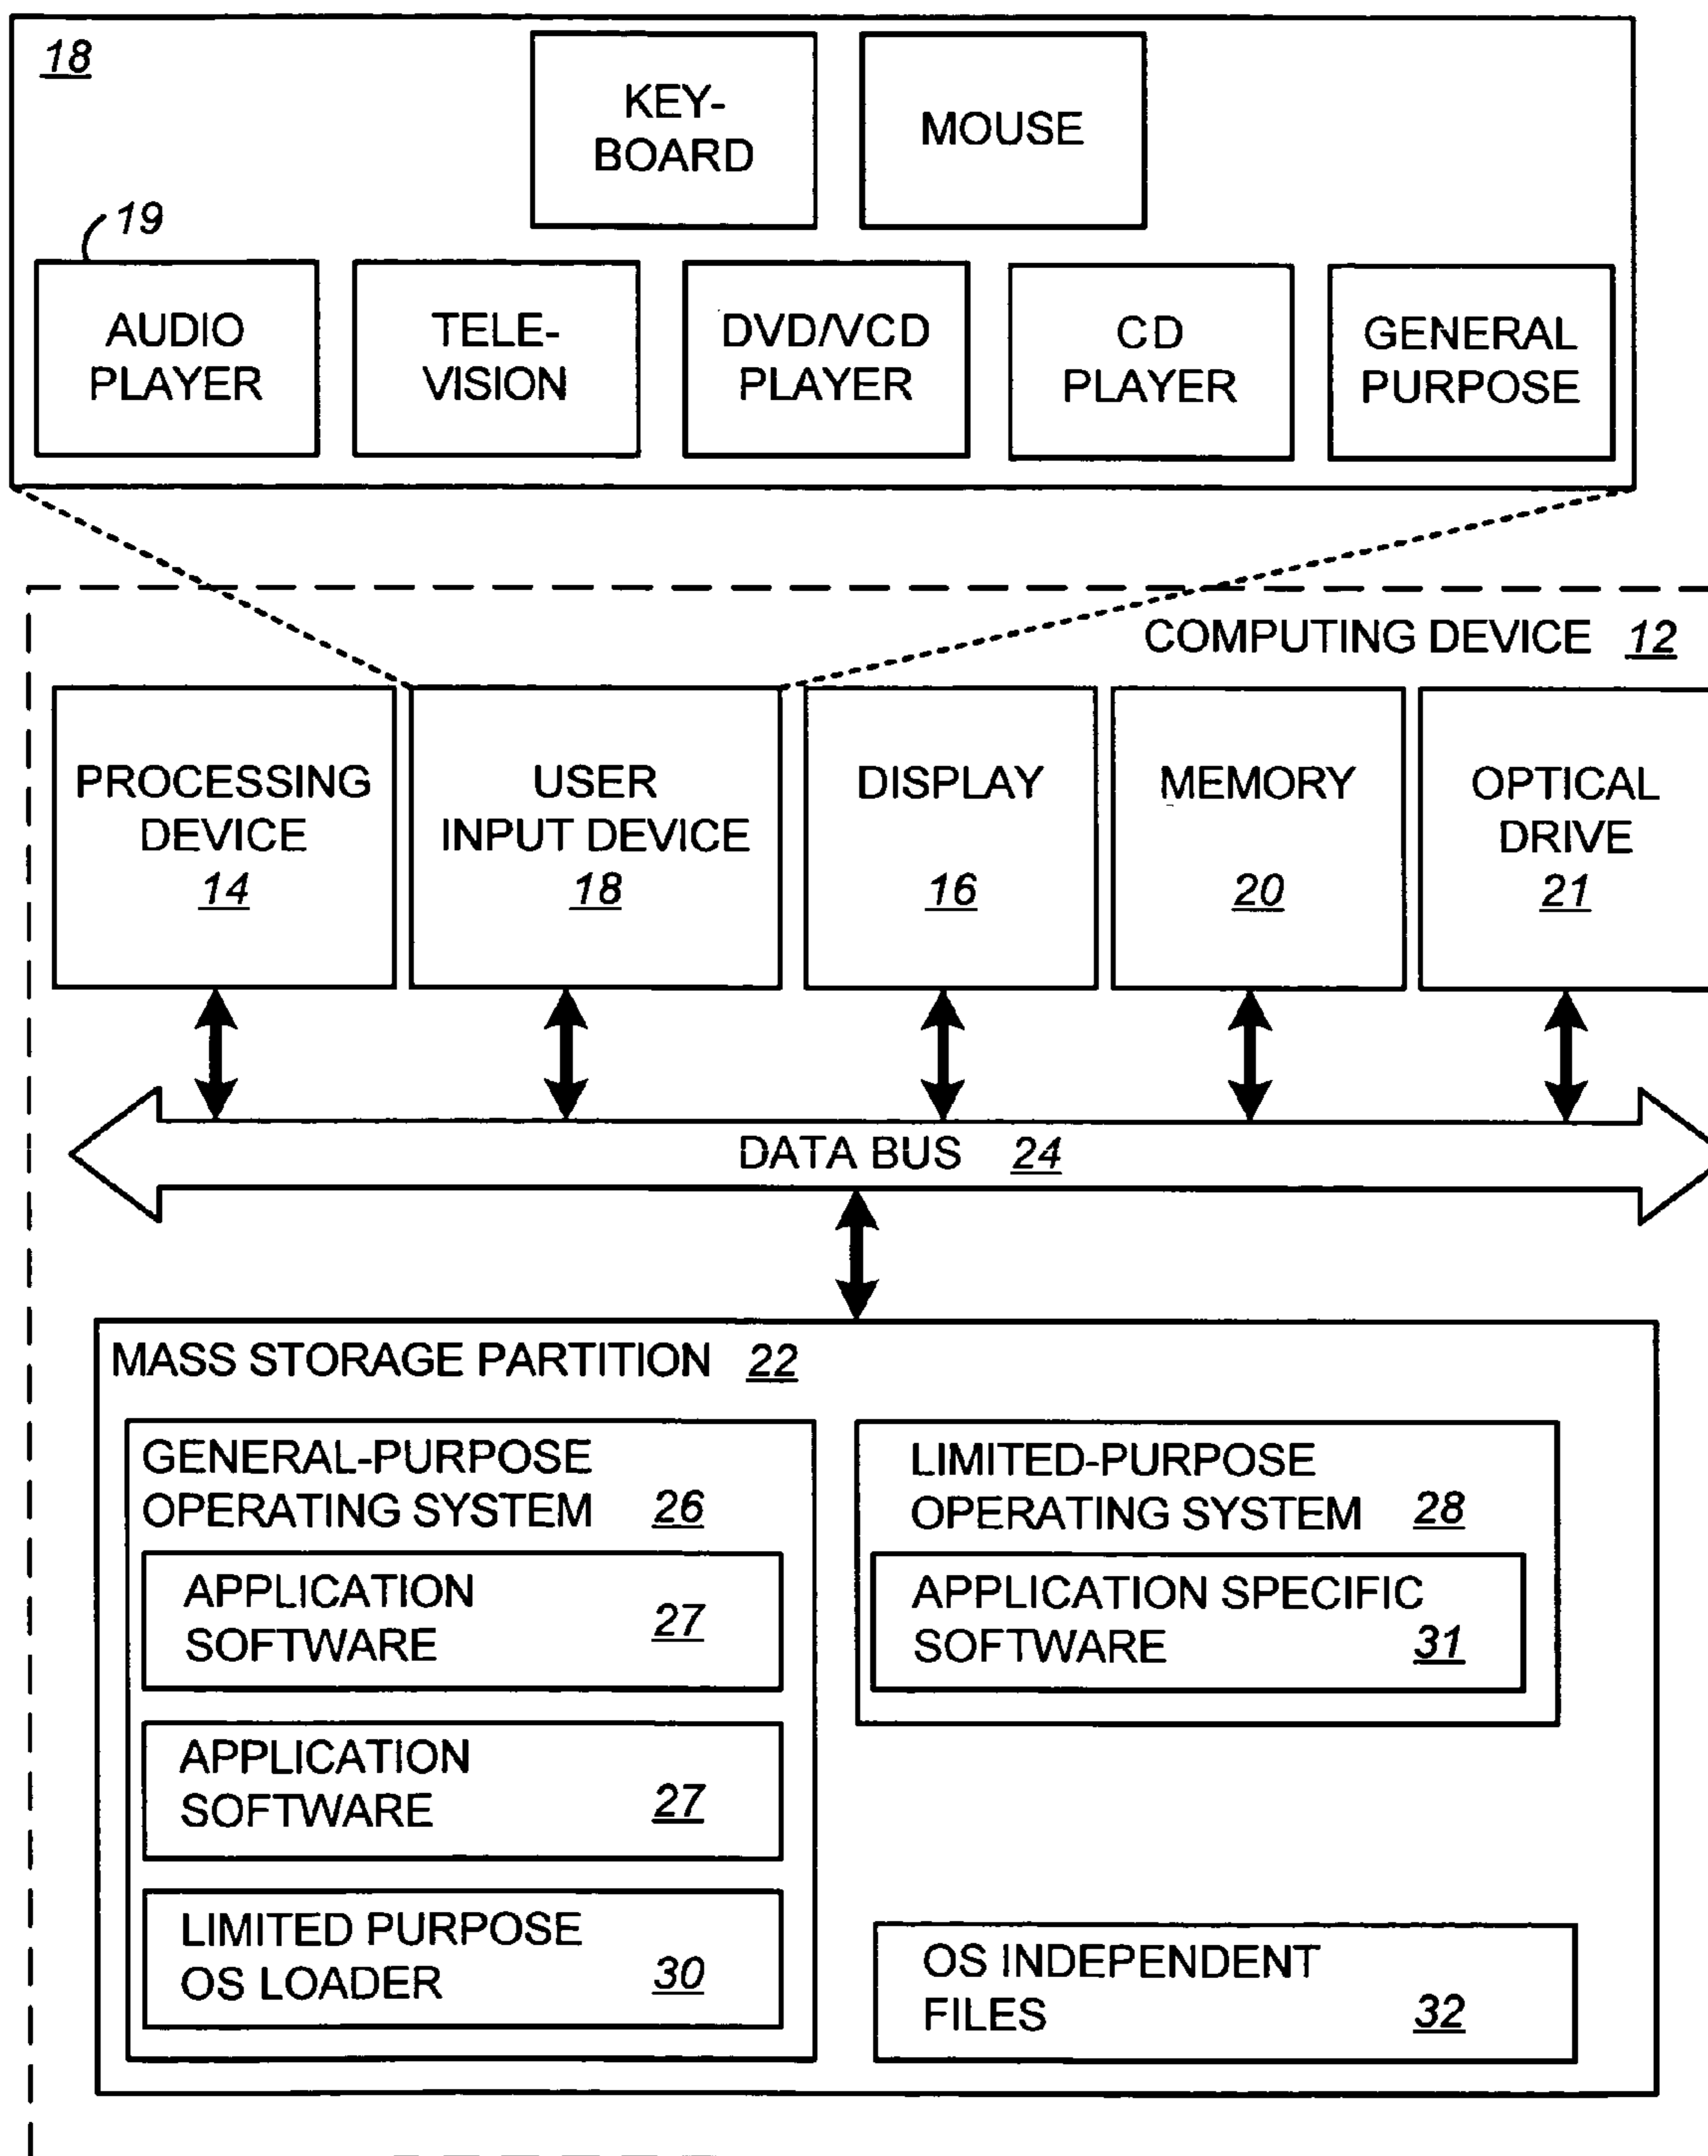 18
KEY-
BOARD
MOUSE
19
AUDIO
PLAYER
TELE-
VISION
DVD/VCD
PLAYER
CD
PLAYER
GENERAL
PURPOSE
COMPUTING DEVICE 12
PROCESSING
DEVICE
14
USER
INPUT DEVICE
18
DISPLAY
16
MEMORY
20
OPTICAL
DRIVE
21
DATA BUS 24
MASS STORAGE PARTITION 22
GENERAL-PURPOSE
OPERATING SYSTEM 26
APPLICATION
SOFTWARE 27
APPLICATION
SOFTWARE 27
LIMITED PURPOSE
OS LOADER 30
LIMITED-PURPOSE
OPERATING SYSTEM 28
APPLICATION SPECIFIC
SOFTWARE 31
OS INDEPENDENT
FILES 32